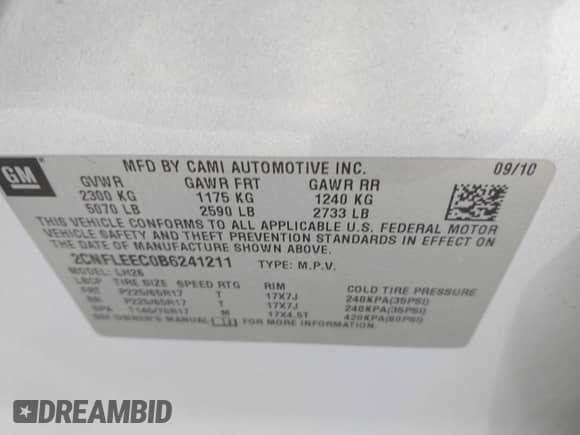 GM
MFD BY CAMI AUTOMOTIVE INC. 09/10
GVWR GAWR FRT GAWR RR
2300 KG 1175 KG 1240 KG
5070 LB 2590 LB 2733 LB
THIS VEHICLE CONFORMS TO ALL APPLICABLE U.S. FEDERAL MOTOR
VEHICLE SAFETY AND THEFT PREVENTION STANDARDS IN EFFECT ON
THE DATE OF MANUFACTURE SHOWN ABOVE.
2CNFLEEC0B6241211 TYPE: M.P.V.
MODEL: LH26
LBCP TIRE SIZE SPEED RTG RIM COLD TIRE PRESSURE
FRT P225/65R17 T 17X7J 240KPA(35PSI)
RR P225/65R17 T 17X7J 240KPA(35PSI)
SPA T145/70R17 M 17X4.5T 420KPA(60PSI)
SEE OWNER'S MANUAL FOR MORE INFORMATION.
DREAMBID